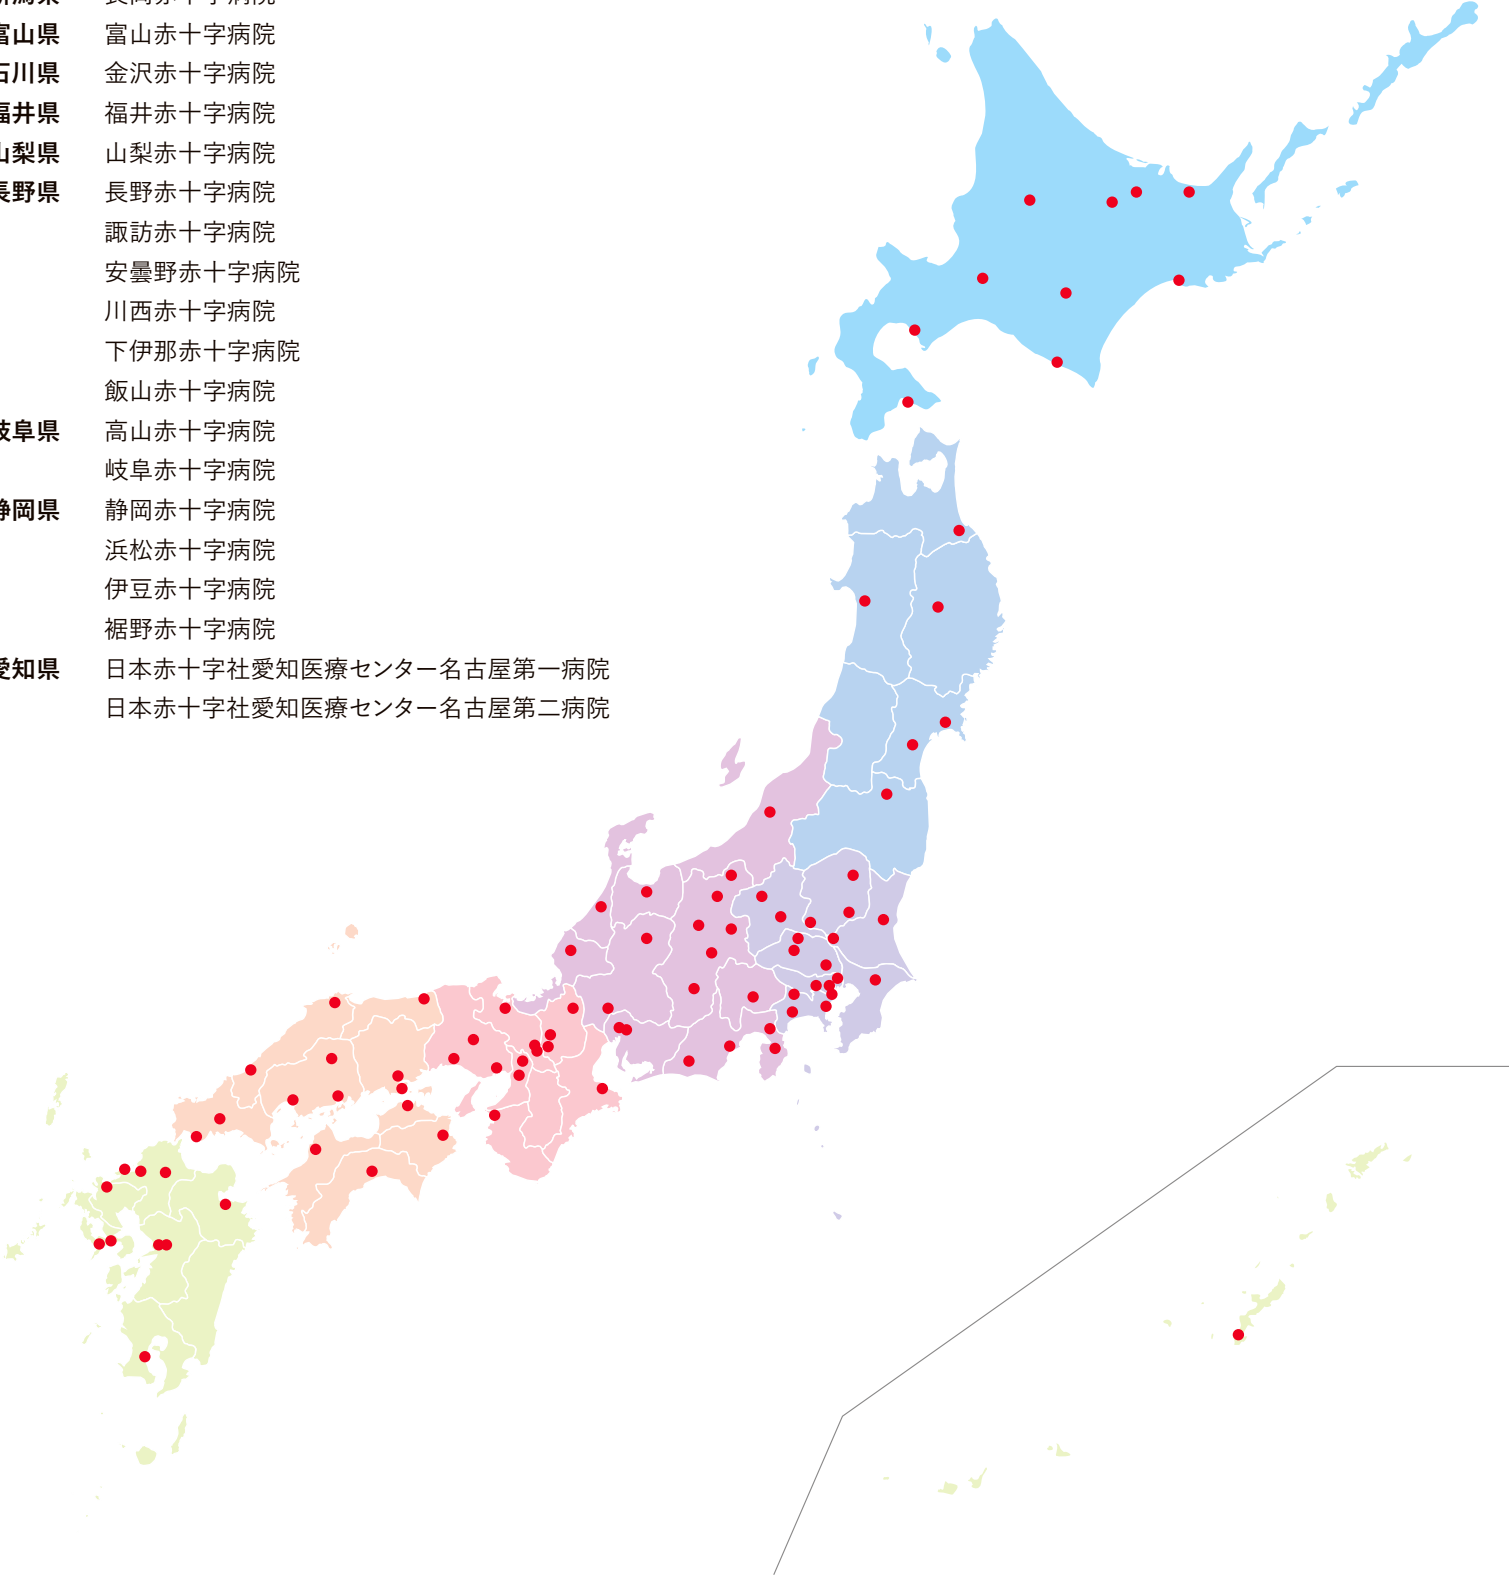 富山県 富山赤十字病院
石川県 金沢赤十字病院
福井県 福井赤十字病院
山梨県 山梨赤十字病院
長野県 長野赤十字病院
諏訪赤十字病院
安曇野赤十字病院
川西赤十字病院
下伊那赤十字病院
飯山赤十字病院
岐阜県 高山赤十字病院
岐阜赤十字病院
静岡県 静岡赤十字病院
浜松赤十字病院
伊豆赤十字病院
裾野赤十字病院
愛知県 日本赤十字社愛知医療センター名古屋第一病院
日本赤十字社愛知医療センター名古屋第二病院